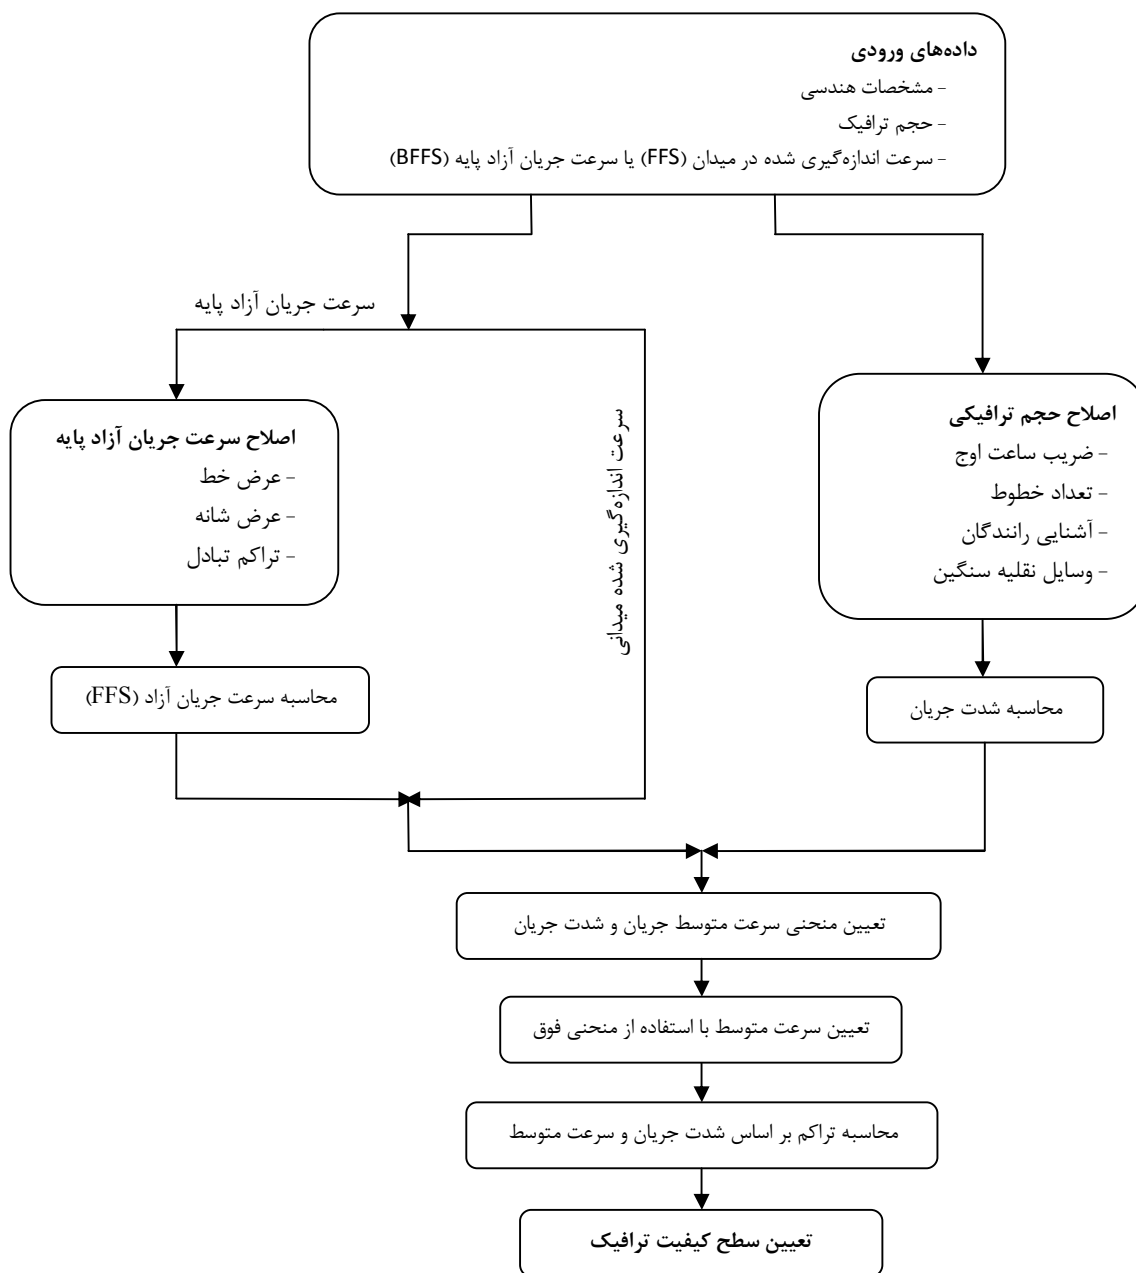 داده‌های ورودی
- مشخصات هندسی
- حجم ترافیک
- سرعت اندازه‌گیری شده در میدان (FFS) یا سرعت جریان آزاد پایه (BFFS)
سرعت جریان آزاد پایه
اصلاح سرعت جریان آزاد پایه
- عرض خط
- عرض شانه
- تراکم تبادل
سرعت اندازه‌گیری شده میدانی
اصلاح حجم ترافیکی
- ضریب ساعت اوج
- تعداد خطوط
- آشنایی رانندگان
- وسایل نقلیه سنگین
محاسبه سرعت جریان آزاد (FFS)
محاسبه شدت جریان
تعیین منحنی سرعت متوسط جریان و شدت جریان
تعیین سرعت متوسط با استفاده از منحنی فوق
محاسبه تراکم بر اساس شدت جریان و سرعت متوسط
تعیین سطح کیفیت ترافیک